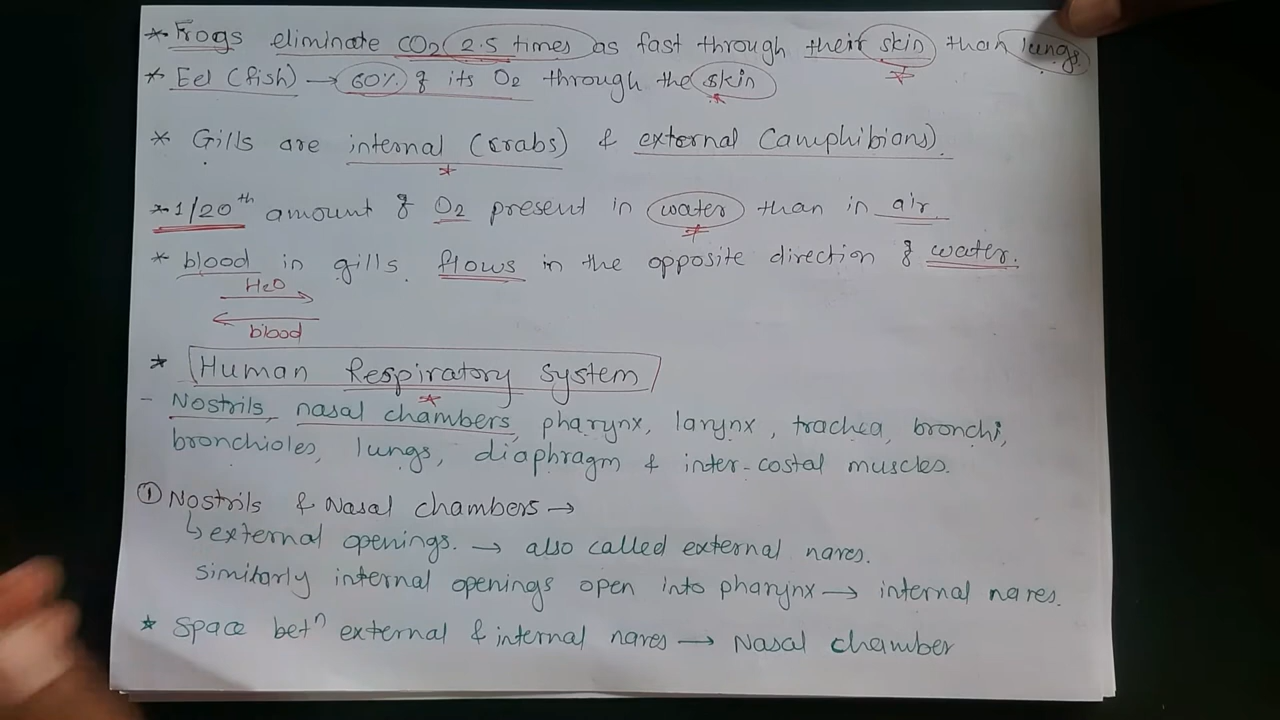 * Frogs eliminate CO2 2.5 times as fast through their skin than lungs.
* Eel (fish) → 60% of its O2 through the skin
* Gills are internal (crabs) & external (amphibians).
* 1/20th amount of O2 present in water than in air.
* blood in gills. flows in the opposite direction of water.
H2O
blood
* Human Respiratory System
- Nostrils, nasal chambers, pharynx, larynx, trachea, bronchi,
bronchioles, lungs, diaphragm & inter-costal muscles.
① Nostrils & Nasal chambers →
↳ external openings. → also called external nares.
similarly internal openings open into pharynx → internal nares.
* Space betn external & internal nares → Nasal chamber